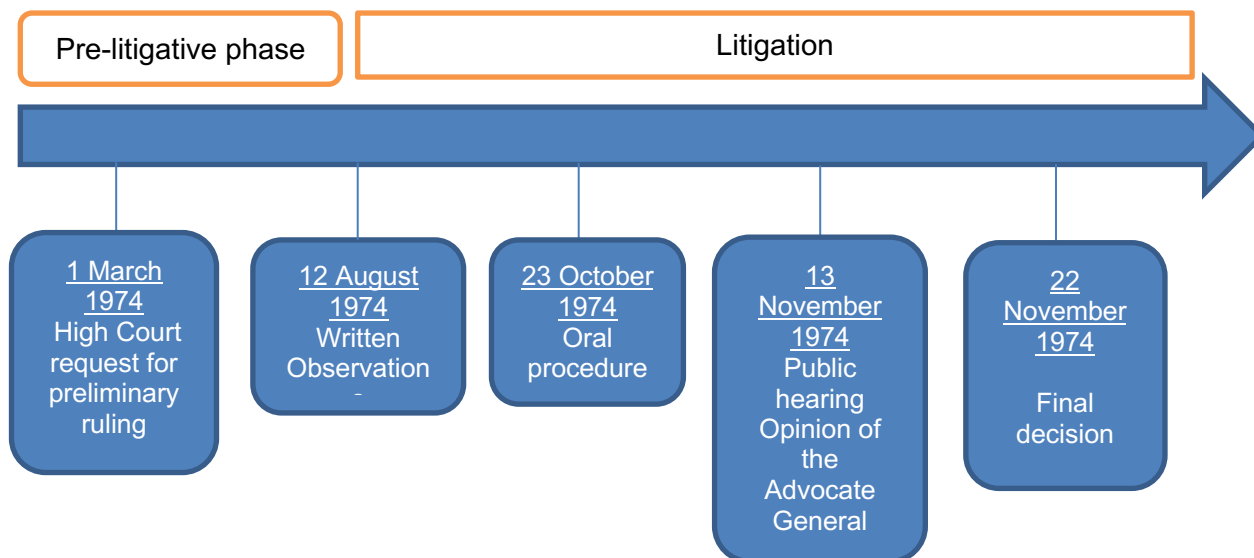 Pre-litigative phase
Litigation
1 March
1974
High Court
request for
preliminary
ruling
12 August
1974
Written
Observation
23 October
1974
Oral
procedure
13
November
1974
Public
hearing
Opinion of
the
Advocate
General
22
November
1974
Final
decision